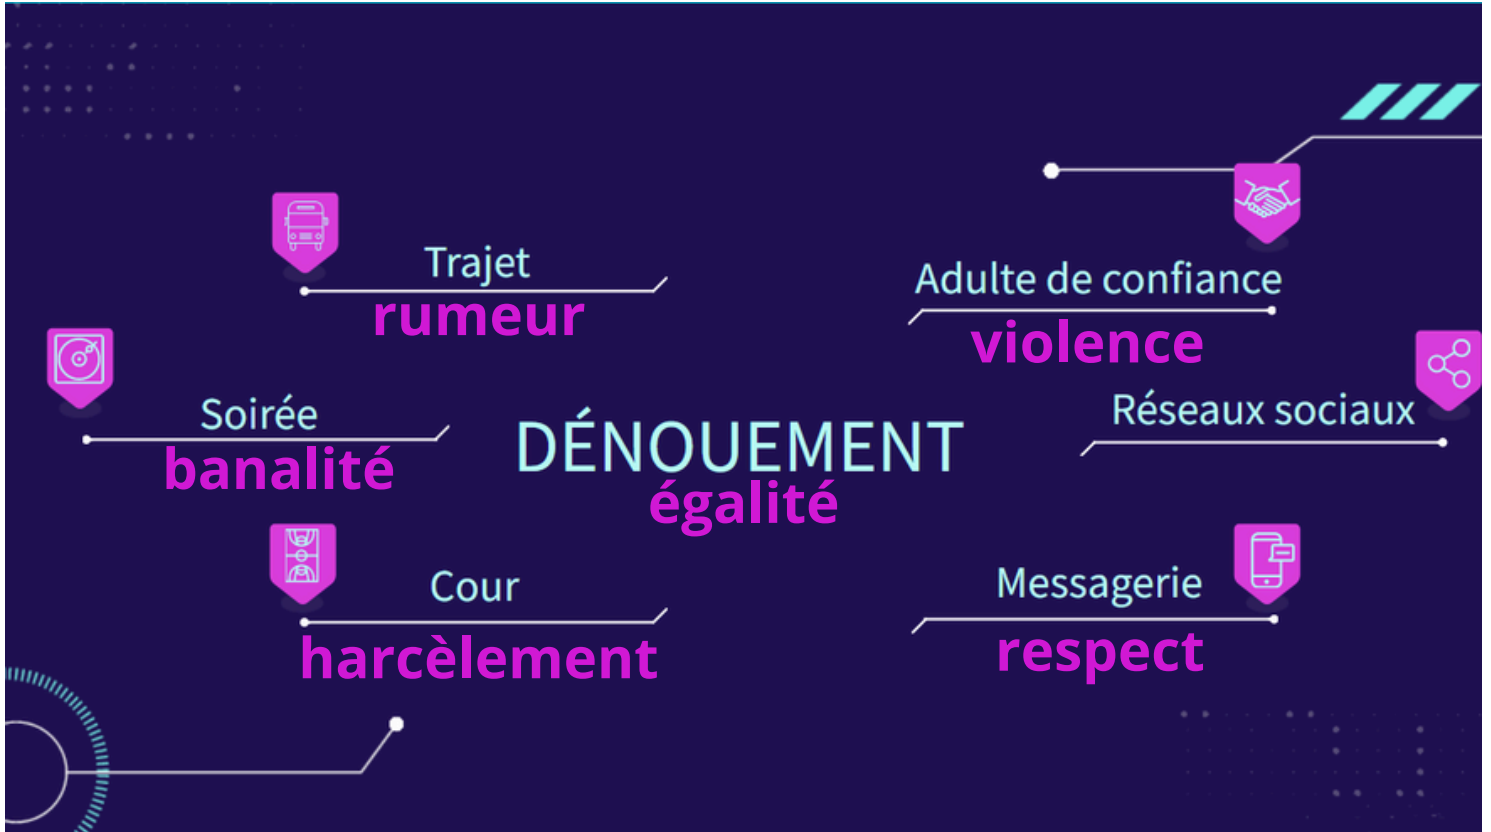 Trajet
rumeur
Adulte de confiance
violence
Soirée
banalité
Réseaux sociaux
DÉNOUEMENT
égalité
Cour
harcèlement
Messagerie
respect